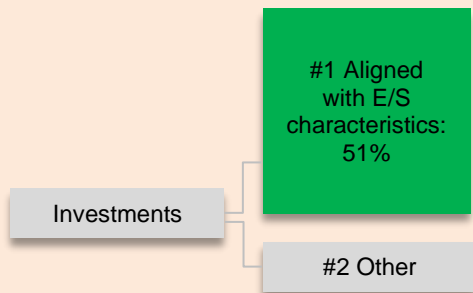 #1 Aligned
with E/S
characteristics:
51%
Investments
#2 Other